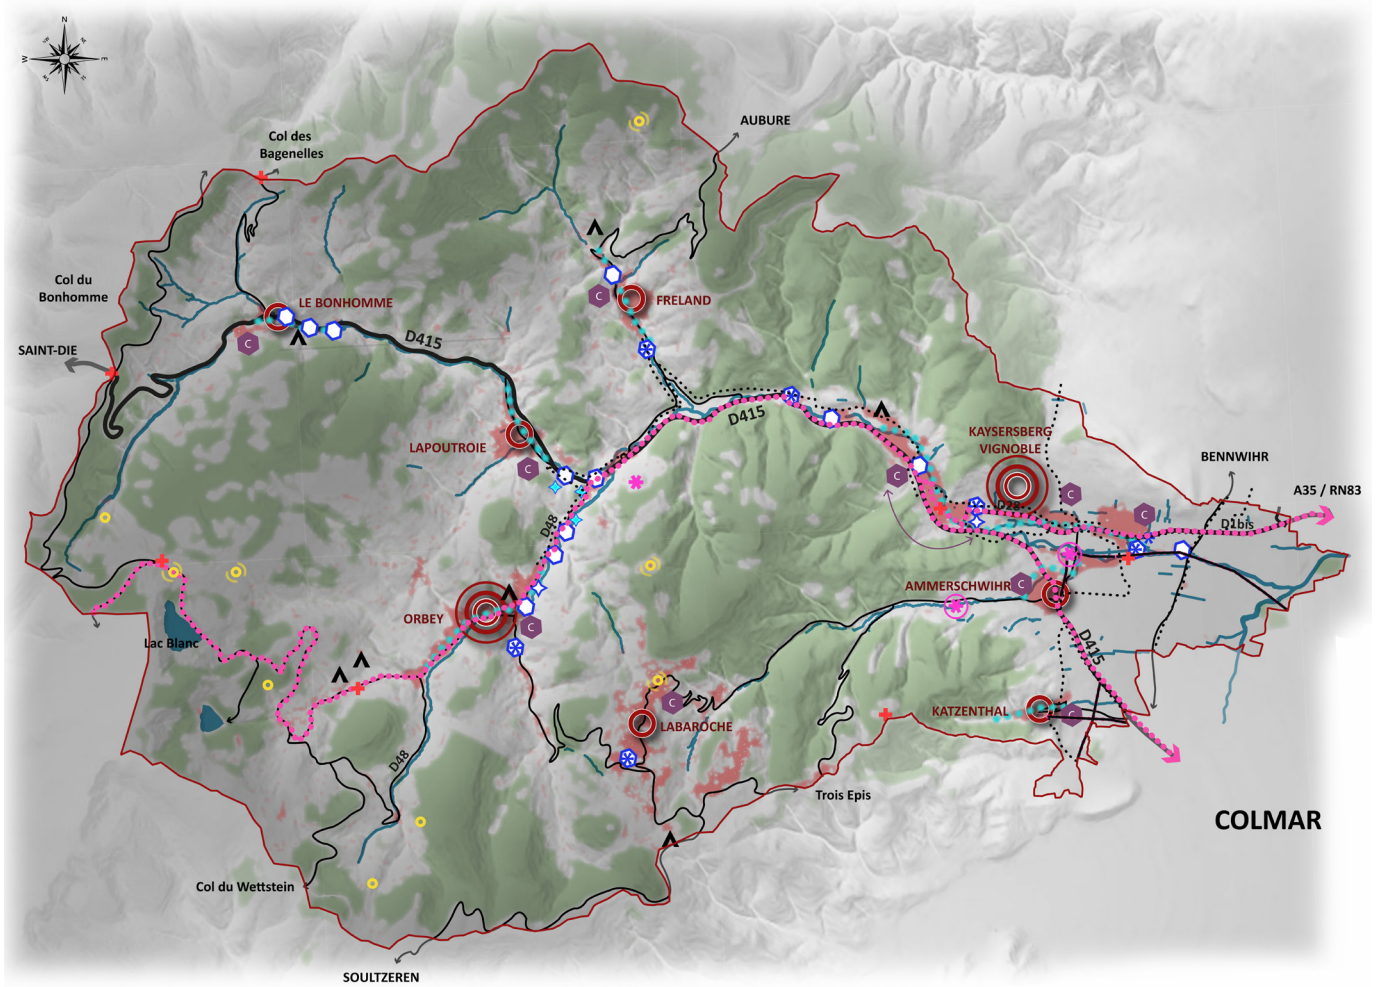 N
W
E
S
AUBURE
Col des
Bagenelles
Col du
Bonhomme
LE BONHOMME
C
FRELAND
SAINT-DIE
C
D415
D415
KAYSERSBERG
VIGNOBLE
LAPOUTROIE
C
C
BENNWIHR
C
A35 / RN83
D28
C
D1bis
D48
AMMERSCHWIHR
C
ORBEY
C
Lac Blanc
D415
C
LABAROCHE
KATZENTHAL
C
D48
Trois Epis
COLMAR
Col du Wettstein
SOULTZEREN